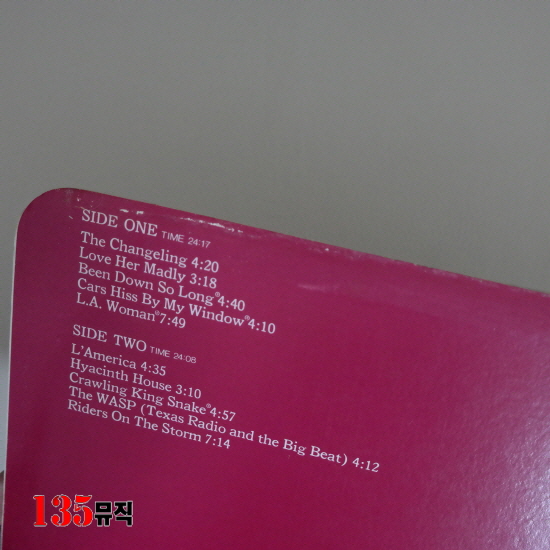 SIDE ONE TIME 24:17
The Changeling 4:20
Love Her Madly 3:18
Been Down So Long®4:40
Cars Hiss By My Window®4:10
L.A. Woman®7:49
SIDE TWO TIME 24:08
L'America 4:35
Hyacinth House 3:10
Crawling King Snake®4:57
The WASP (Texas Radio and the Big Beat) 4:12
Riders On The Storm 7:14
135뮤직